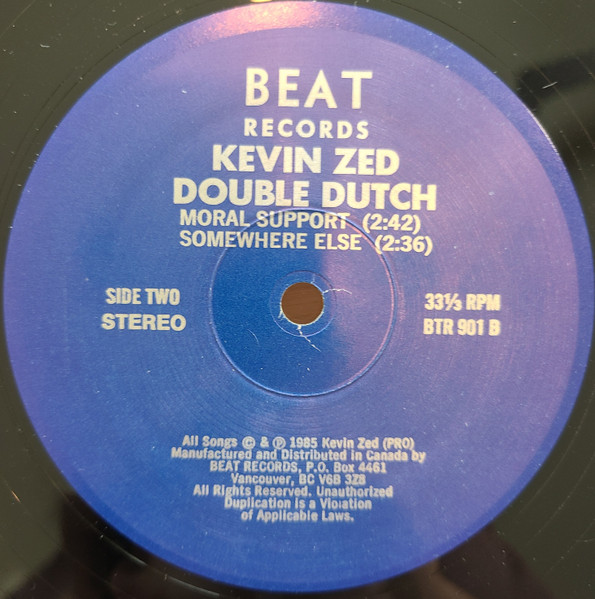 BEAT
RECORDS
KEVIN ZED
DOUBLE DUTCH
MORAL SUPPORT (2:42)
SOMEWHERE ELSE (2:36)
SIDE TWO
STEREO
33⅓ RPM
BTR 901 B
All Songs © & ℗ 1985 Kevin Zed (PRO)
Manufactured and Distributed in Canada by
BEAT RECORDS, P.O. Box 4461
Vancouver, BC V6B 3Z8
All Rights Reserved. Unauthorized
Duplication is a Violation
of Applicable Laws.